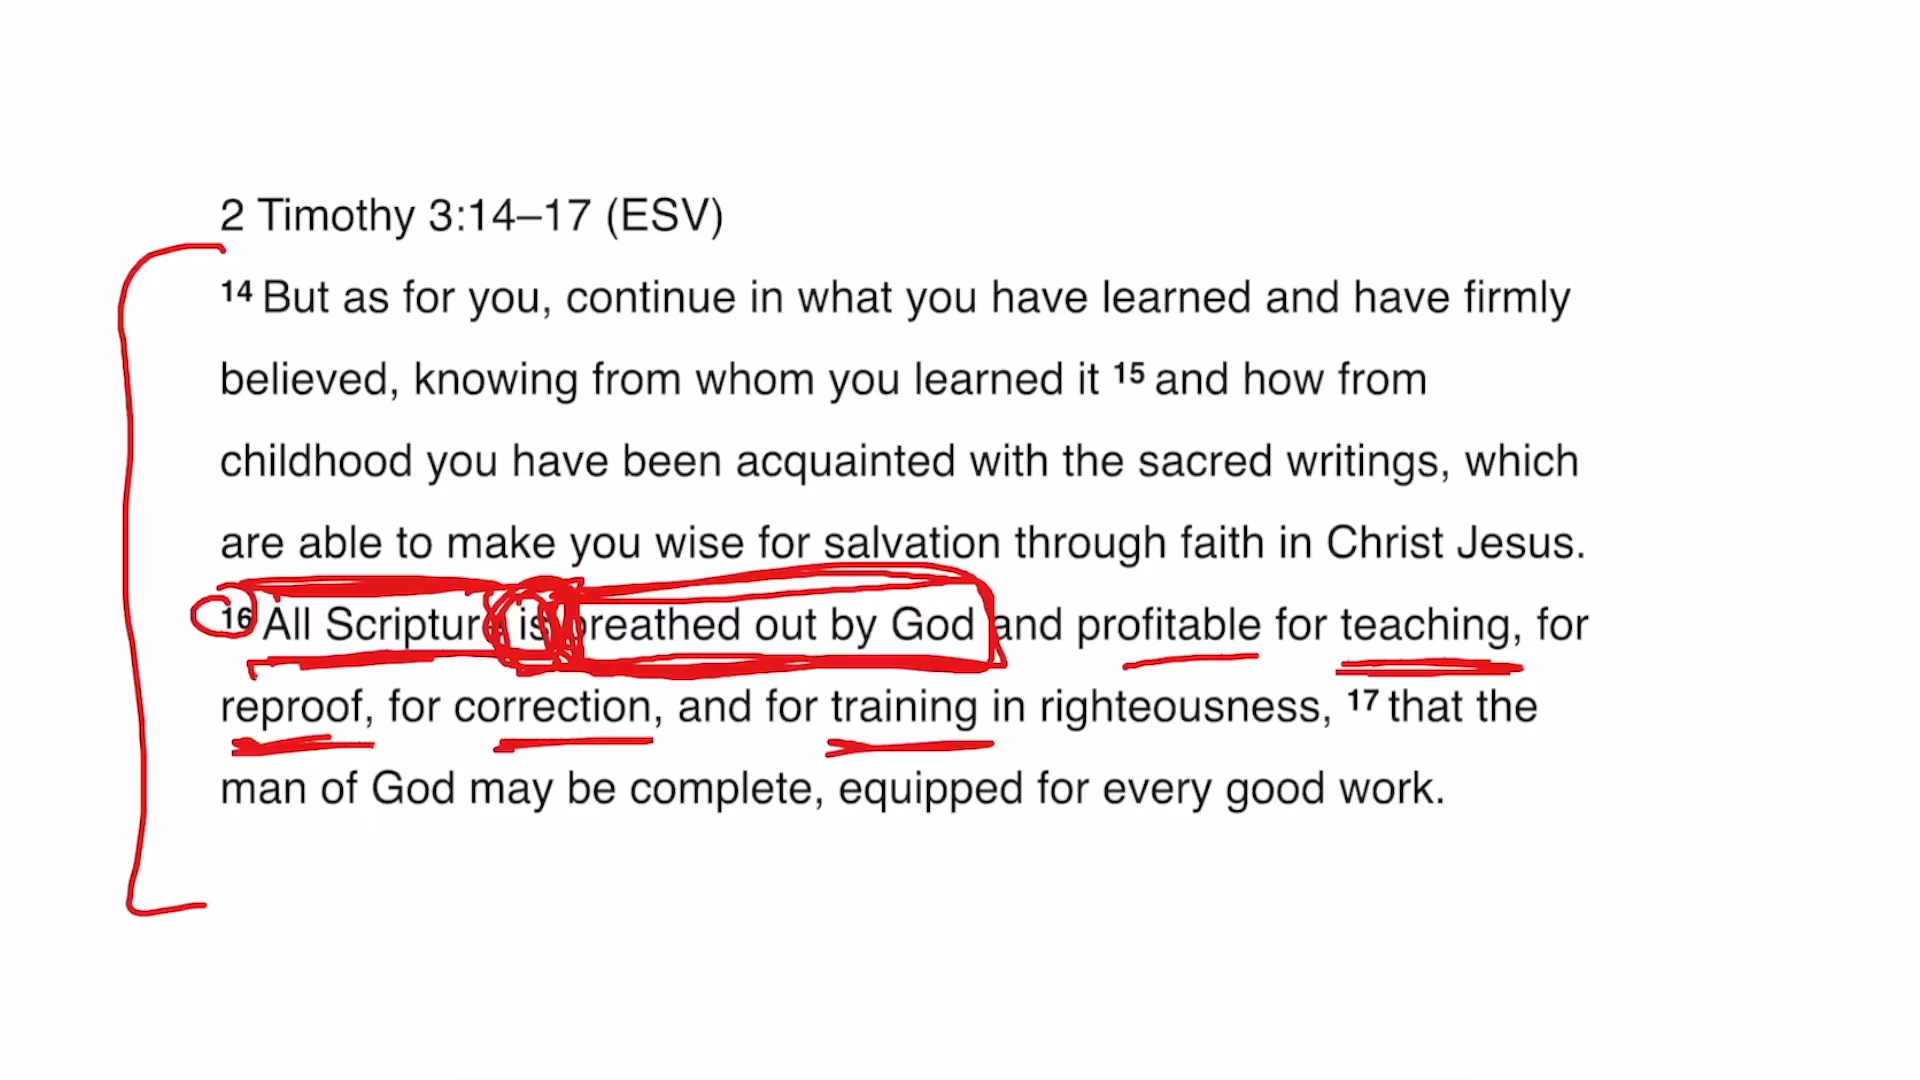 2 Timothy 3:14–17 (ESV)
14 But as for you, continue in what you have learned and have firmly
believed, knowing from whom you learned it 15 and how from
childhood you have been acquainted with the sacred writings, which
are able to make you wise for salvation through faith in Christ Jesus.
16 All Scripture is breathed out by God and profitable for teaching, for
reproof, for correction, and for training in righteousness, 17 that the
man of God may be complete, equipped for every good work.